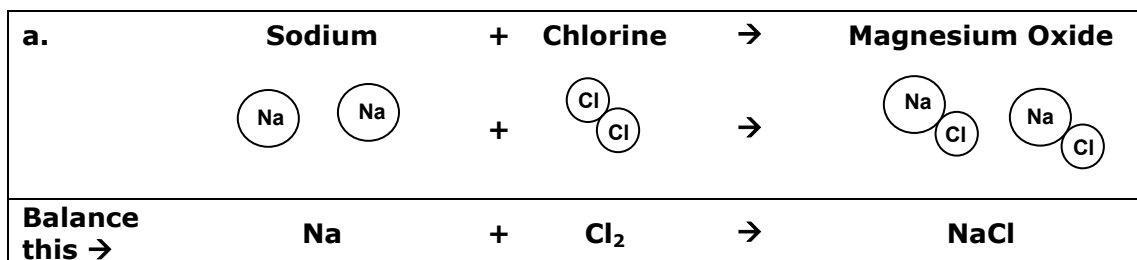 a. Sodium + Chlorine → Magnesium Oxide
Na Na + Cl Cl → Na Cl Na Cl
Balance this → Na + Cl₂ → NaCl